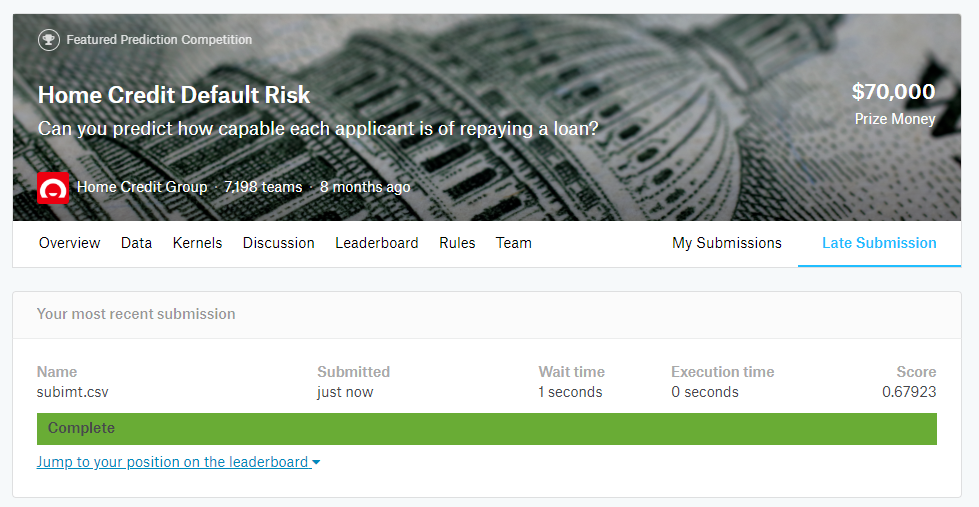 Featured Prediction Competition
Home Credit Default Risk
$70,000
Can you predict how capable each applicant is of repaying a loan?
Prize Money
Home Credit Group · 7,198 teams · 8 months ago
Overview Data Kernels Discussion Leaderboard Rules Team My Submissions Late Submission
Your most recent submission
Name Submitted Wait time Execution time Score
subimt.csv just now 1 seconds 0 seconds 0.67923
Complete
Jump to your position on the leaderboard